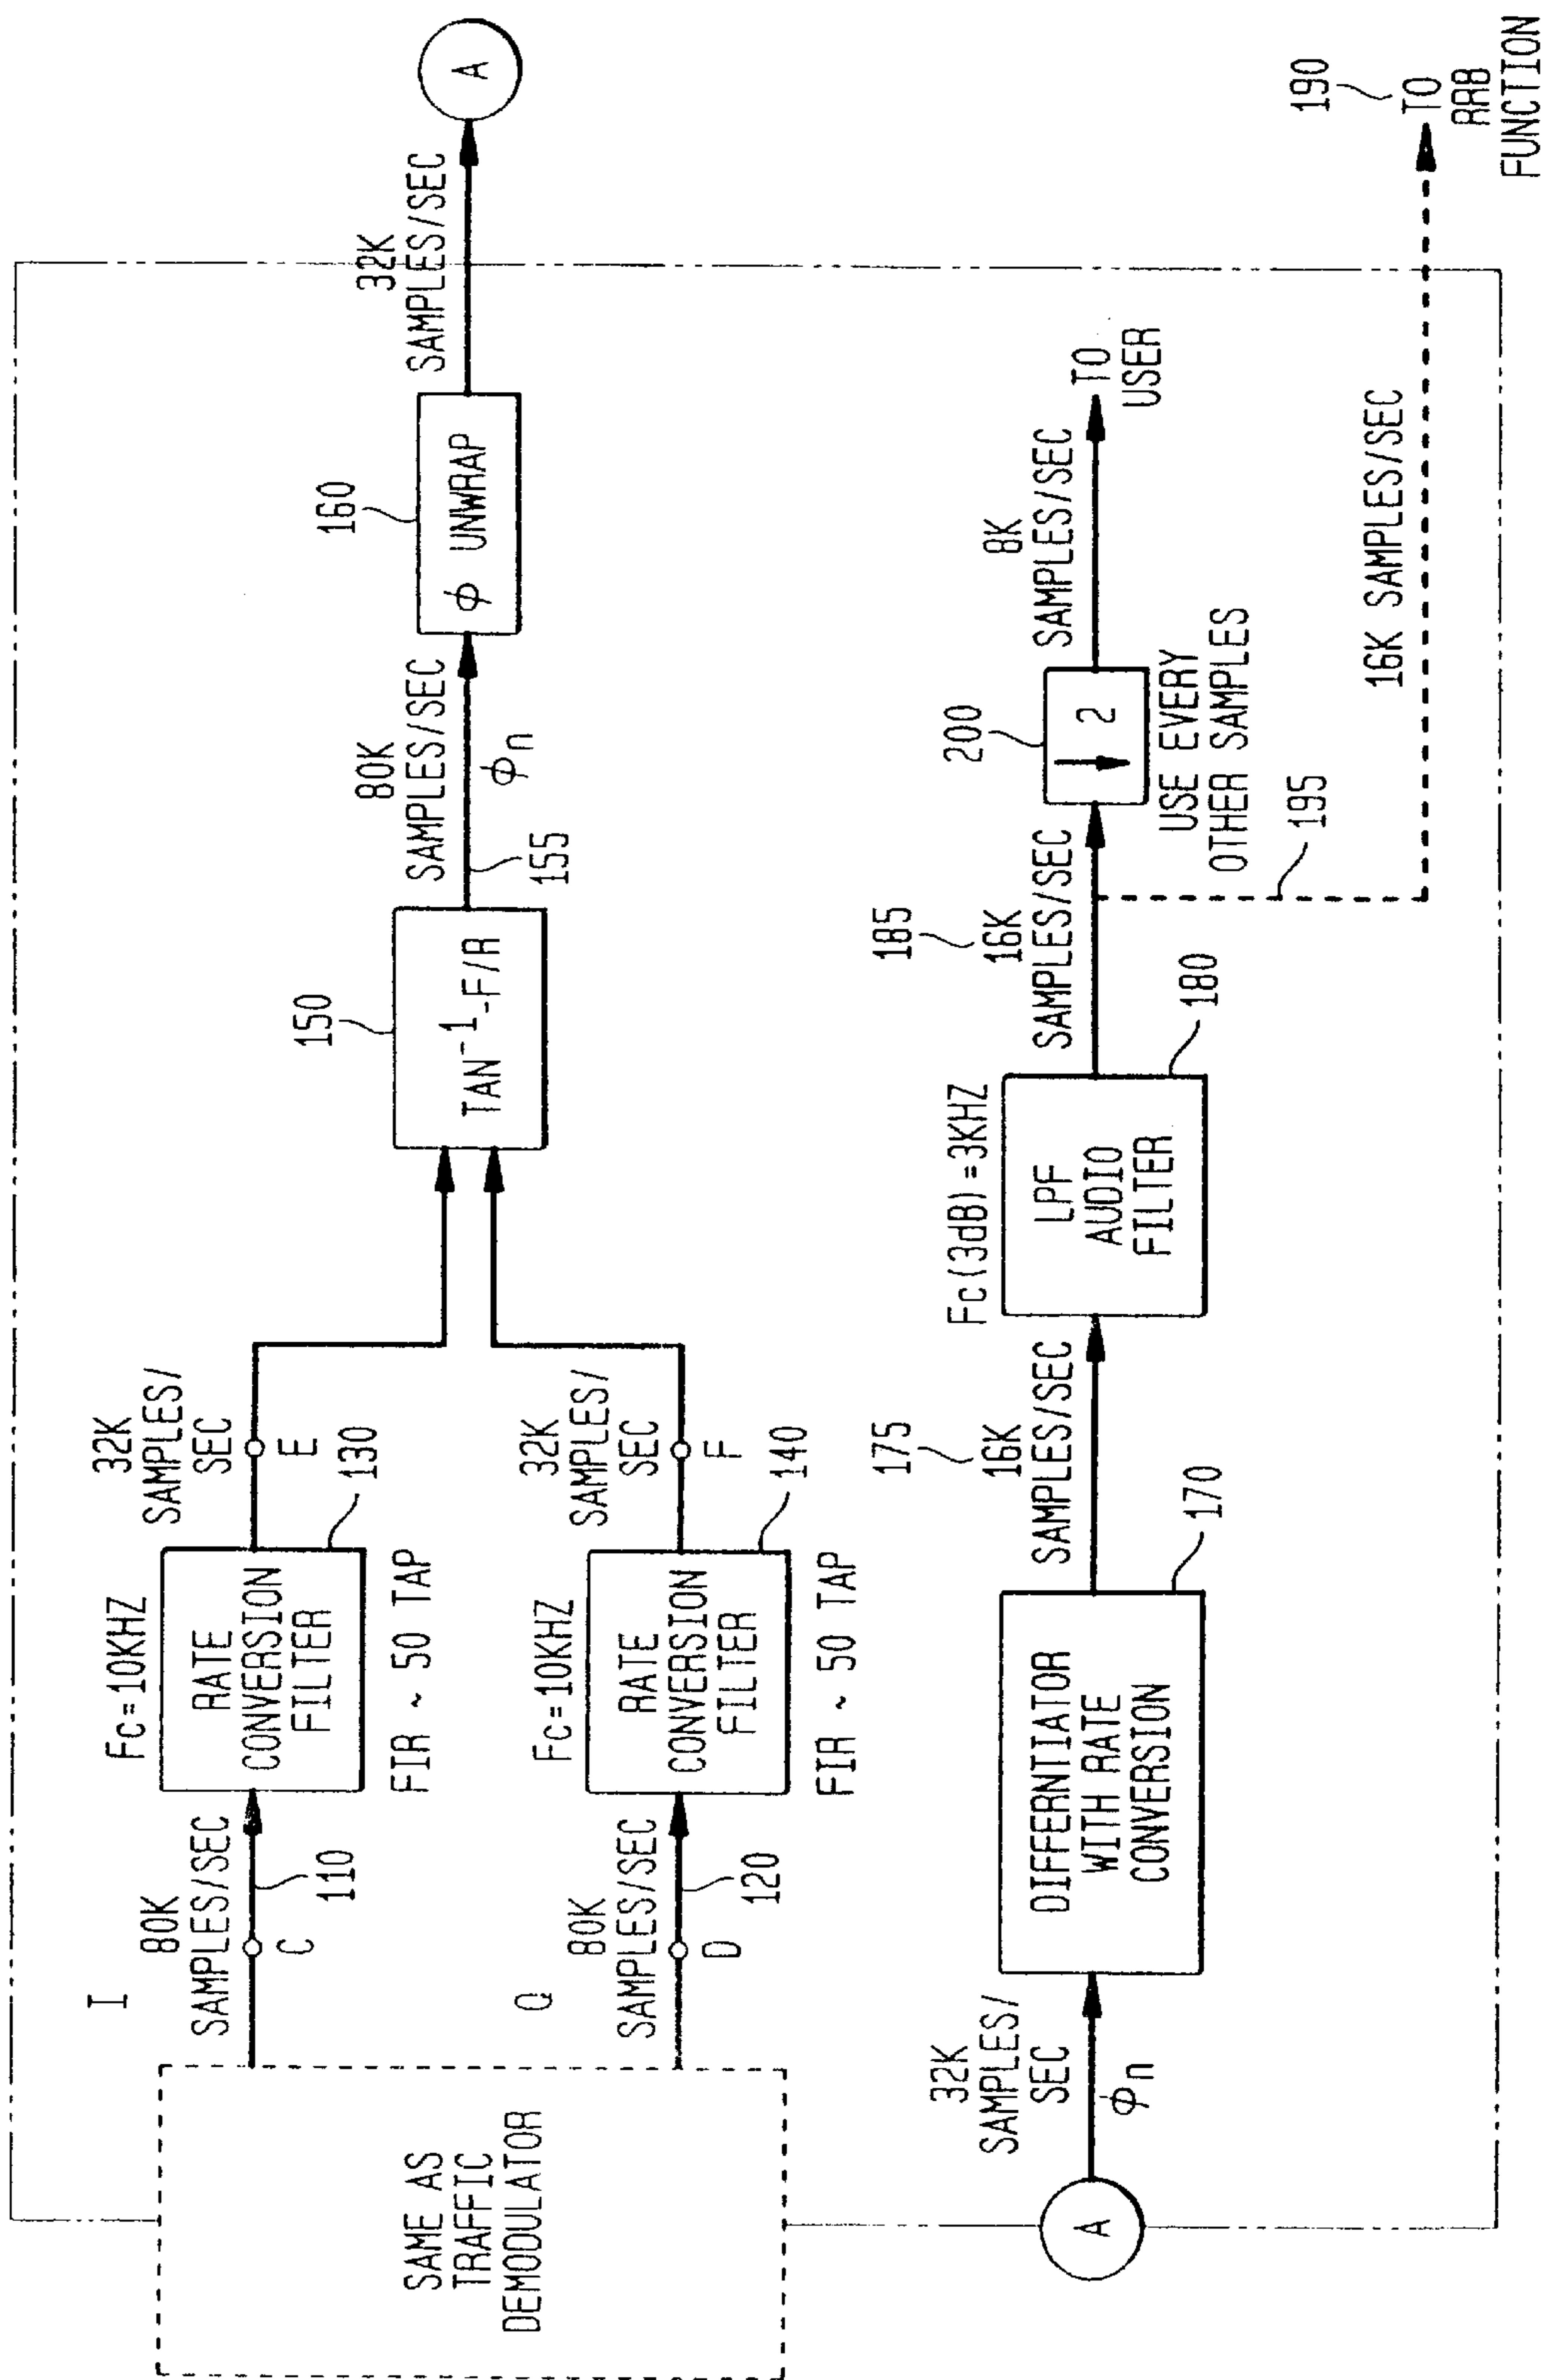 SAME AS
TRAFFIC
DEMODULATOR
I
80K
SAMPLES/SEC
C
110
Fc=10KHZ
RATE
CONVERSION
FILTER
FIR ~ 50 TAP
130
32K
SAMPLES/
SEC
E
Q
80K
SAMPLES/SEC
D
120
Fc=10KHZ
RATE
CONVERSION
FILTER
FIR ~ 50 TAP
140
32K
SAMPLES/
SEC
F
150
TAN⁻¹-F/R
80K
SAMPLES/SEC
155
Φn
160
Φ UNWRAP
32K
SAMPLES/SEC
A
A
32K
SAMPLES/
SEC
Φn
DIFFERNTIATOR
WITH RATE
CONVERSION
170
175
16K
SAMPLES/SEC
Fc(3dB)=3KHZ
LPF
AUDIO
FILTER
180
185
16K
SAMPLES/SEC
195
200
↓ 2
USE EVERY
OTHER SAMPLES
8K
SAMPLES/SEC
TO
USER
16K SAMPLES/SEC
190
TO
RRB
FUNCTION